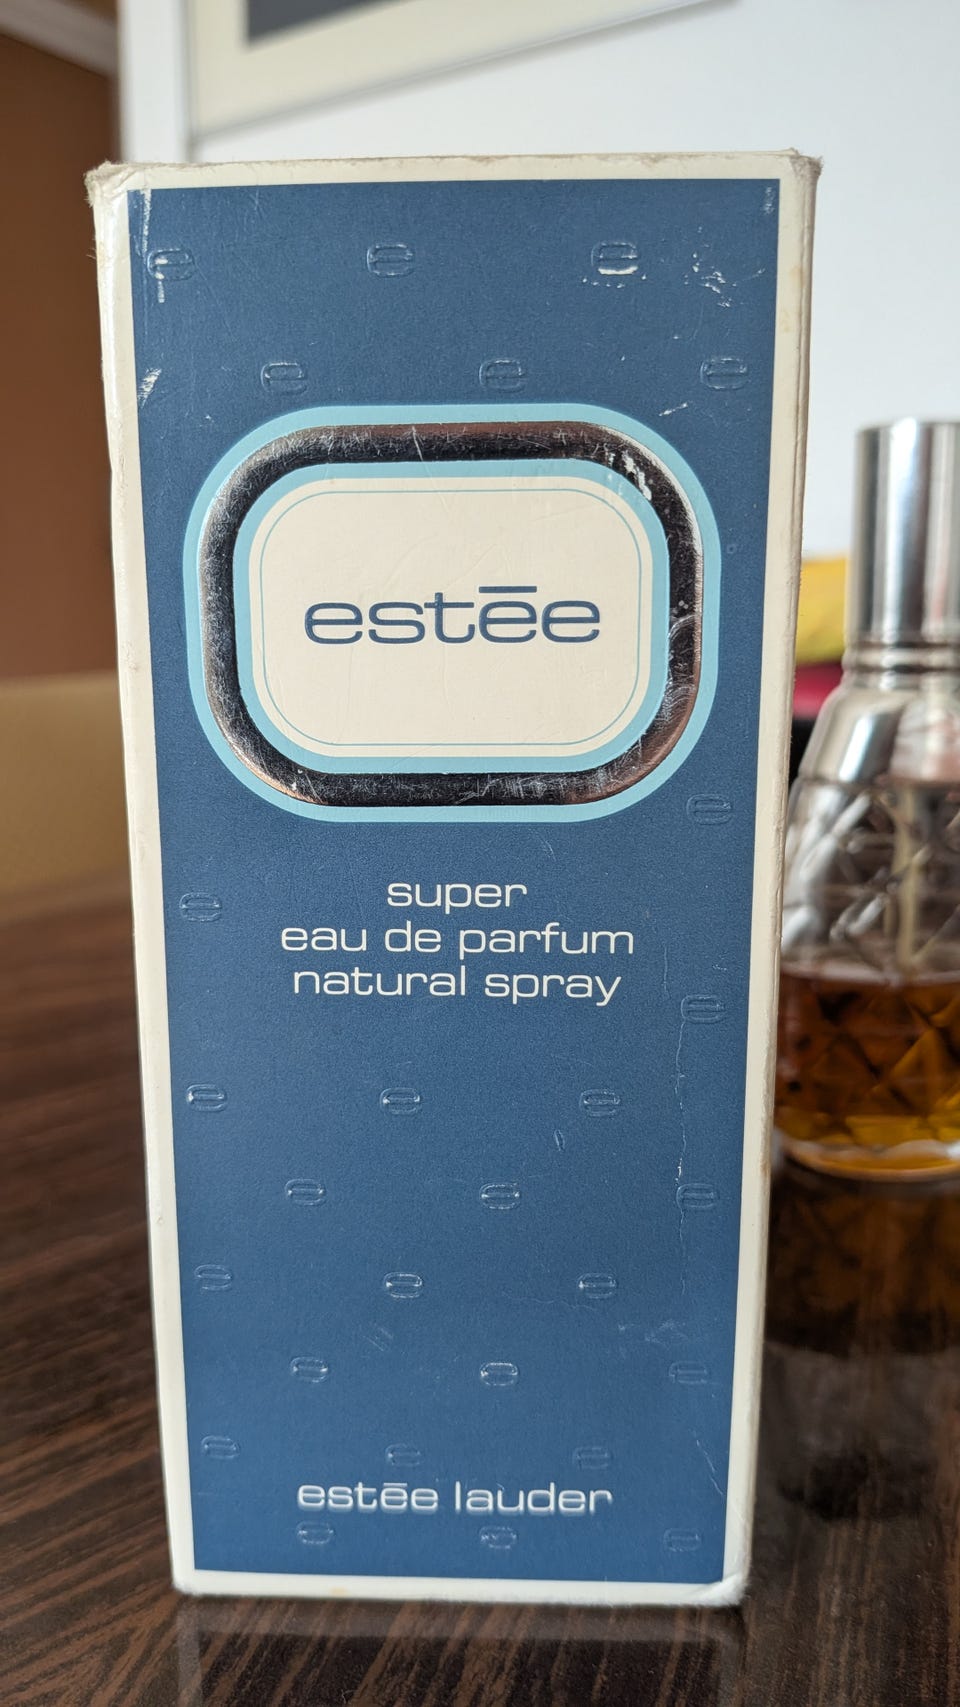 estēe
super
eau de parfum
natural spray
estēe lauder